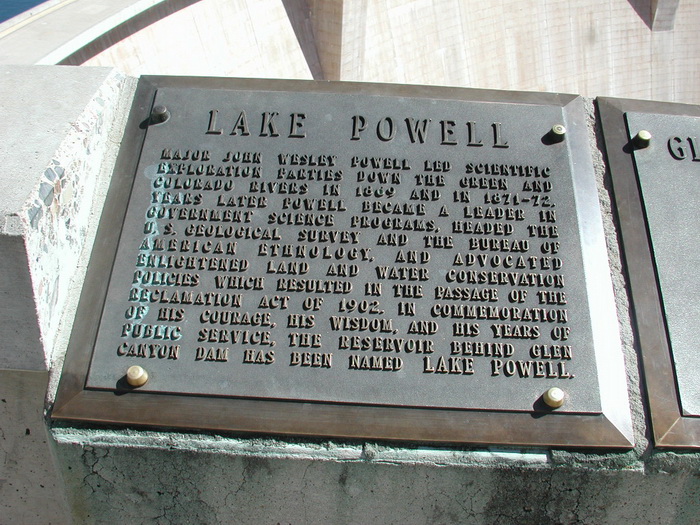 LAKE POWELL
MAJOR JOHN WESLEY POWELL LED SCIENTIFIC
EXPLORATION PARTIES DOWN THE GREEN AND
COLORADO RIVERS IN 1869 AND IN 1871-72.
YEARS LATER POWELL BECAME A LEADER IN
GOVERNMENT SCIENCE PROGRAMS, HEADED THE
U.S. GEOLOGICAL SURVEY AND THE BUREAU OF
AMERICAN ETHNOLOGY, AND ADVOCATED
ENLIGHTENED LAND AND WATER CONSERVATION
POLICIES WHICH RESULTED IN THE PASSAGE OF THE
RECLAMATION ACT OF 1902. IN COMMEMORATION
OF HIS COURAGE, HIS WISDOM, AND HIS YEARS OF
PUBLIC SERVICE, THE RESERVOIR BEHIND GLEN
CANYON DAM HAS BEEN NAMED LAKE POWELL.